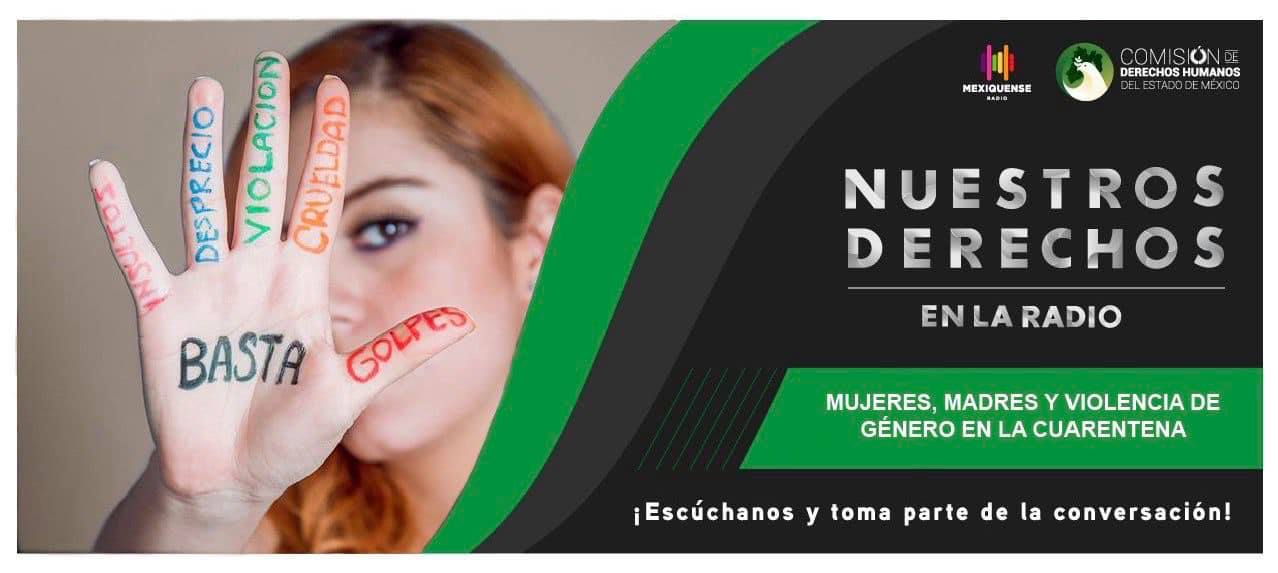 INSULTOS
DESPRECIO
VIOLACION
CRUELDAD
GOLPES
BASTA
MEXIQUENSE
RADIO
COMISIÓN DE
DERECHOS HUMANOS
DEL ESTADO DE MÉXICO
NUESTROS
DERECHOS
EN LA RADIO
MUJERES, MADRES Y VIOLENCIA DE
GÉNERO EN LA CUARENTENA
¡Escúchanos y toma parte de la conversación!